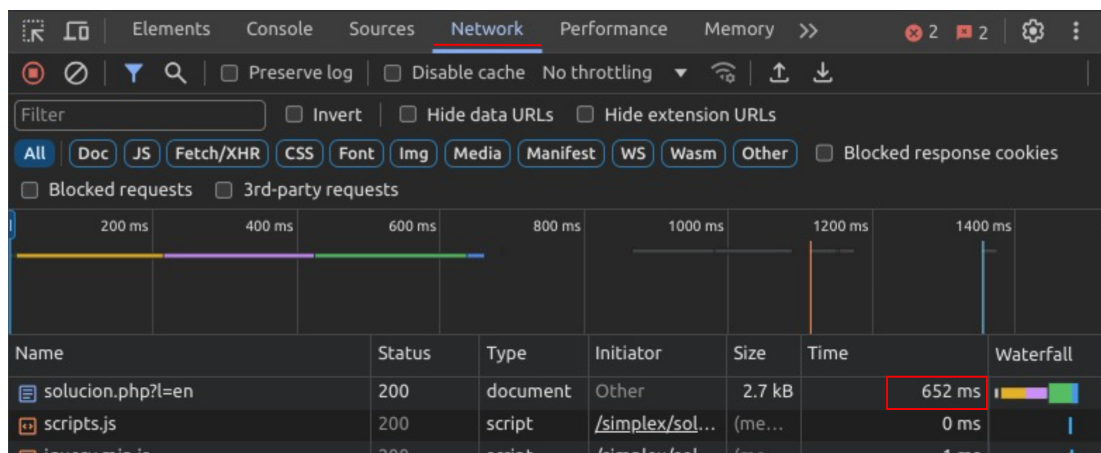 Elements Console Sources Network Performance Memory 2 2
Preserve log Disable cache No throttling
Filter Invert Hide data URLs Hide extension URLs
All Doc JS Fetch/XHR CSS Font Img Media Manifest WS Wasm Other Blocked response cookies
Blocked requests 3rd-party requests
200 ms 400 ms 600 ms 800 ms 1000 ms 1200 ms 1400 ms
Name Status Type Initiator Size Time Waterfall
solucion.php?l=en 200 document Other 2.7 kB 652 ms
scripts.js 200 script /simplex/sol... (me... 0 ms